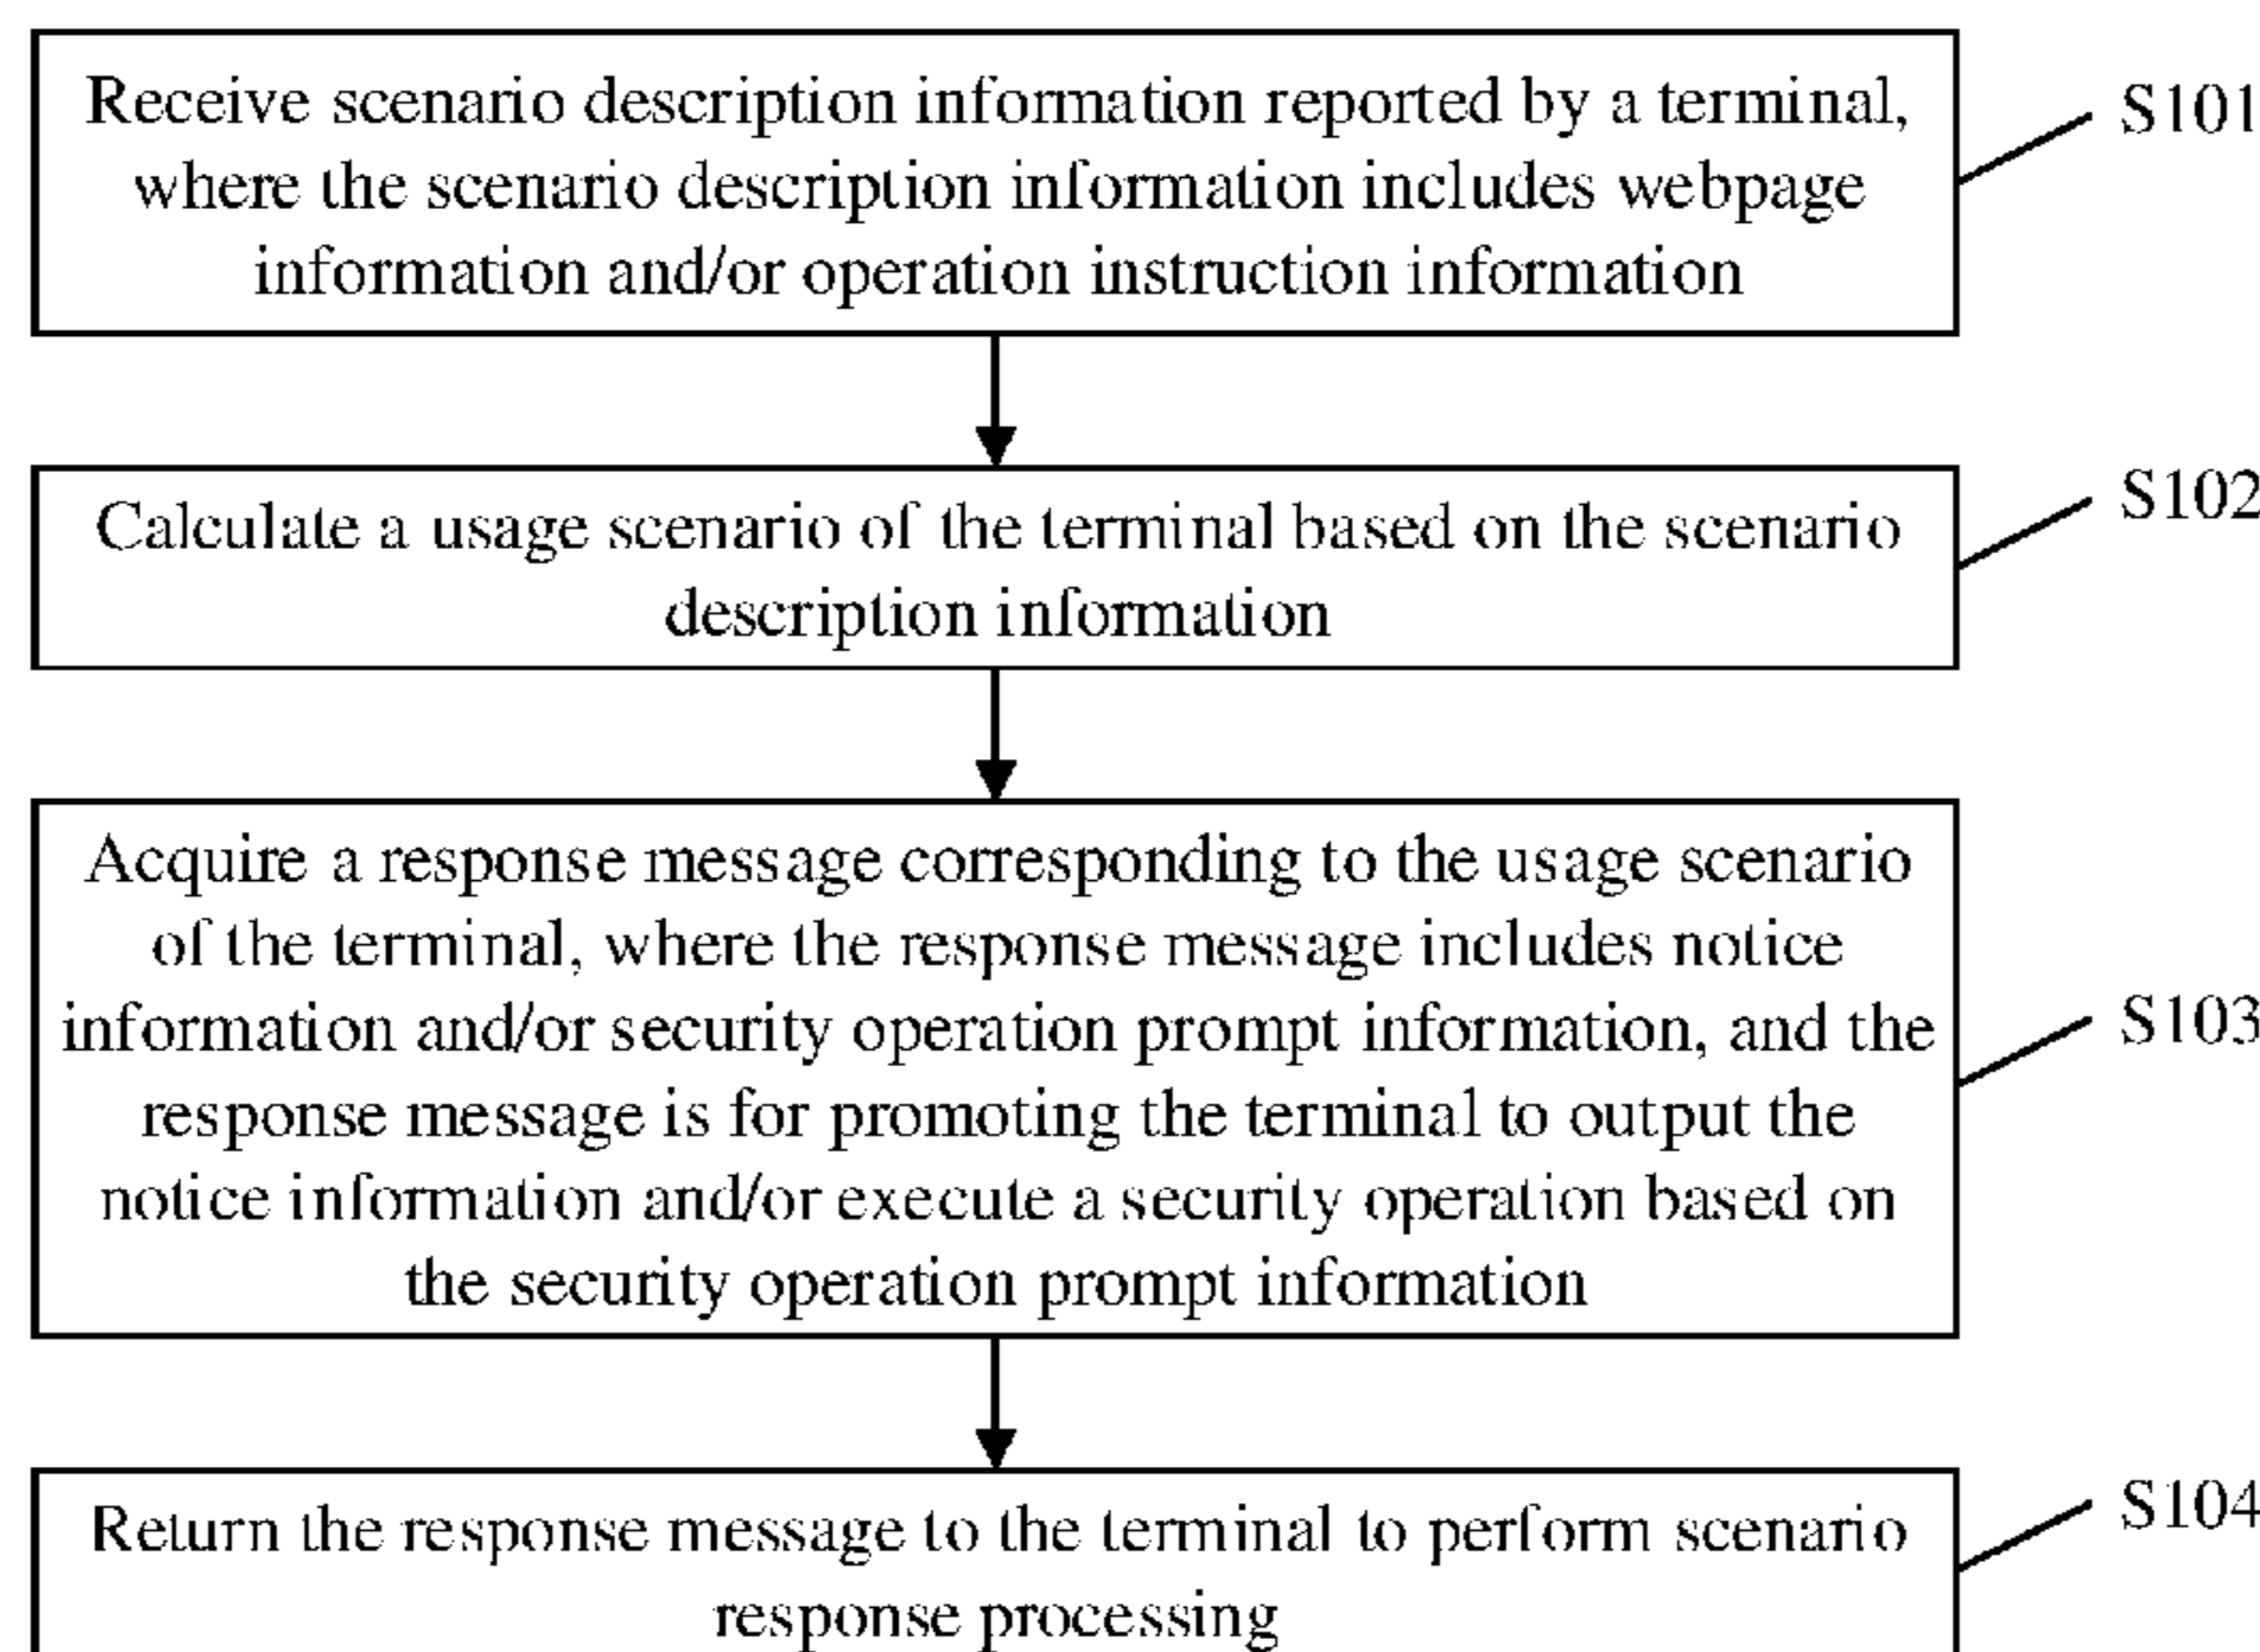 Receive scenario description information reported by a terminal,
where the scenario description information includes webpage
information and/or operation instruction information
S101
Calculate a usage scenario of the terminal based on the scenario
description information
S102
Acquire a response message corresponding to the usage scenario
of the terminal, where the response message includes notice
information and/or security operation prompt information, and the
response message is for promoting the terminal to output the
notice information and/or execute a security operation based on
the security operation prompt information
S103
Return the response message to the terminal to perform scenario
response processing
S104